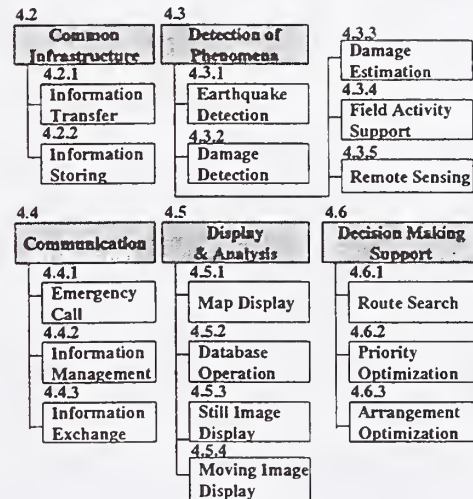 4.2
Common
Infrastructure
4.2.1
Information
Transfer
4.2.2
Information
Storing
4.3
Detection of
Phenomena
4.3.1
Earthquake
Detection
4.3.2
Damage
Detection
4.3.3
Damage
Estimation
4.3.4
Field Activity
Support
4.3.5
Remote Sensing
4.4
Communication
4.4.1
Emergency
Call
4.4.2
Information
Management
4.4.3
Information
Exchange
4.5
Display
& Analysis
4.5.1
Map Display
4.5.2
Database
Operation
4.5.3
Still Image
Display
4.5.4
Moving Image
Display
4.6
Decision Making
Support
4.6.1
Route Search
4.6.2
Priority
Optimization
4.6.3
Arrangement
Optimization